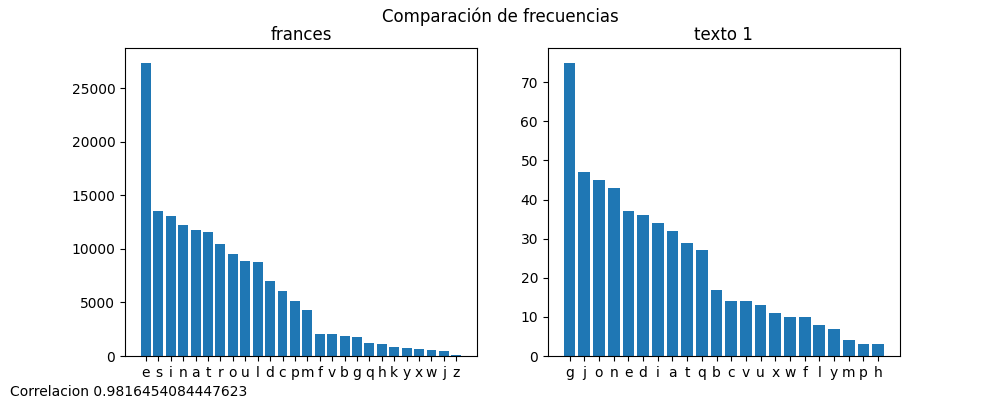 Comparación de frecuencias
frances
25000
20000
15000
10000
5000
0
e s i n a t r o u l d c p m f v b g q h k y x w j z
texto 1
70
60
50
40
30
20
10
0
g j o n e d i a t q b c v u x w f l y m p h
Correlacion 0.9816454084447623